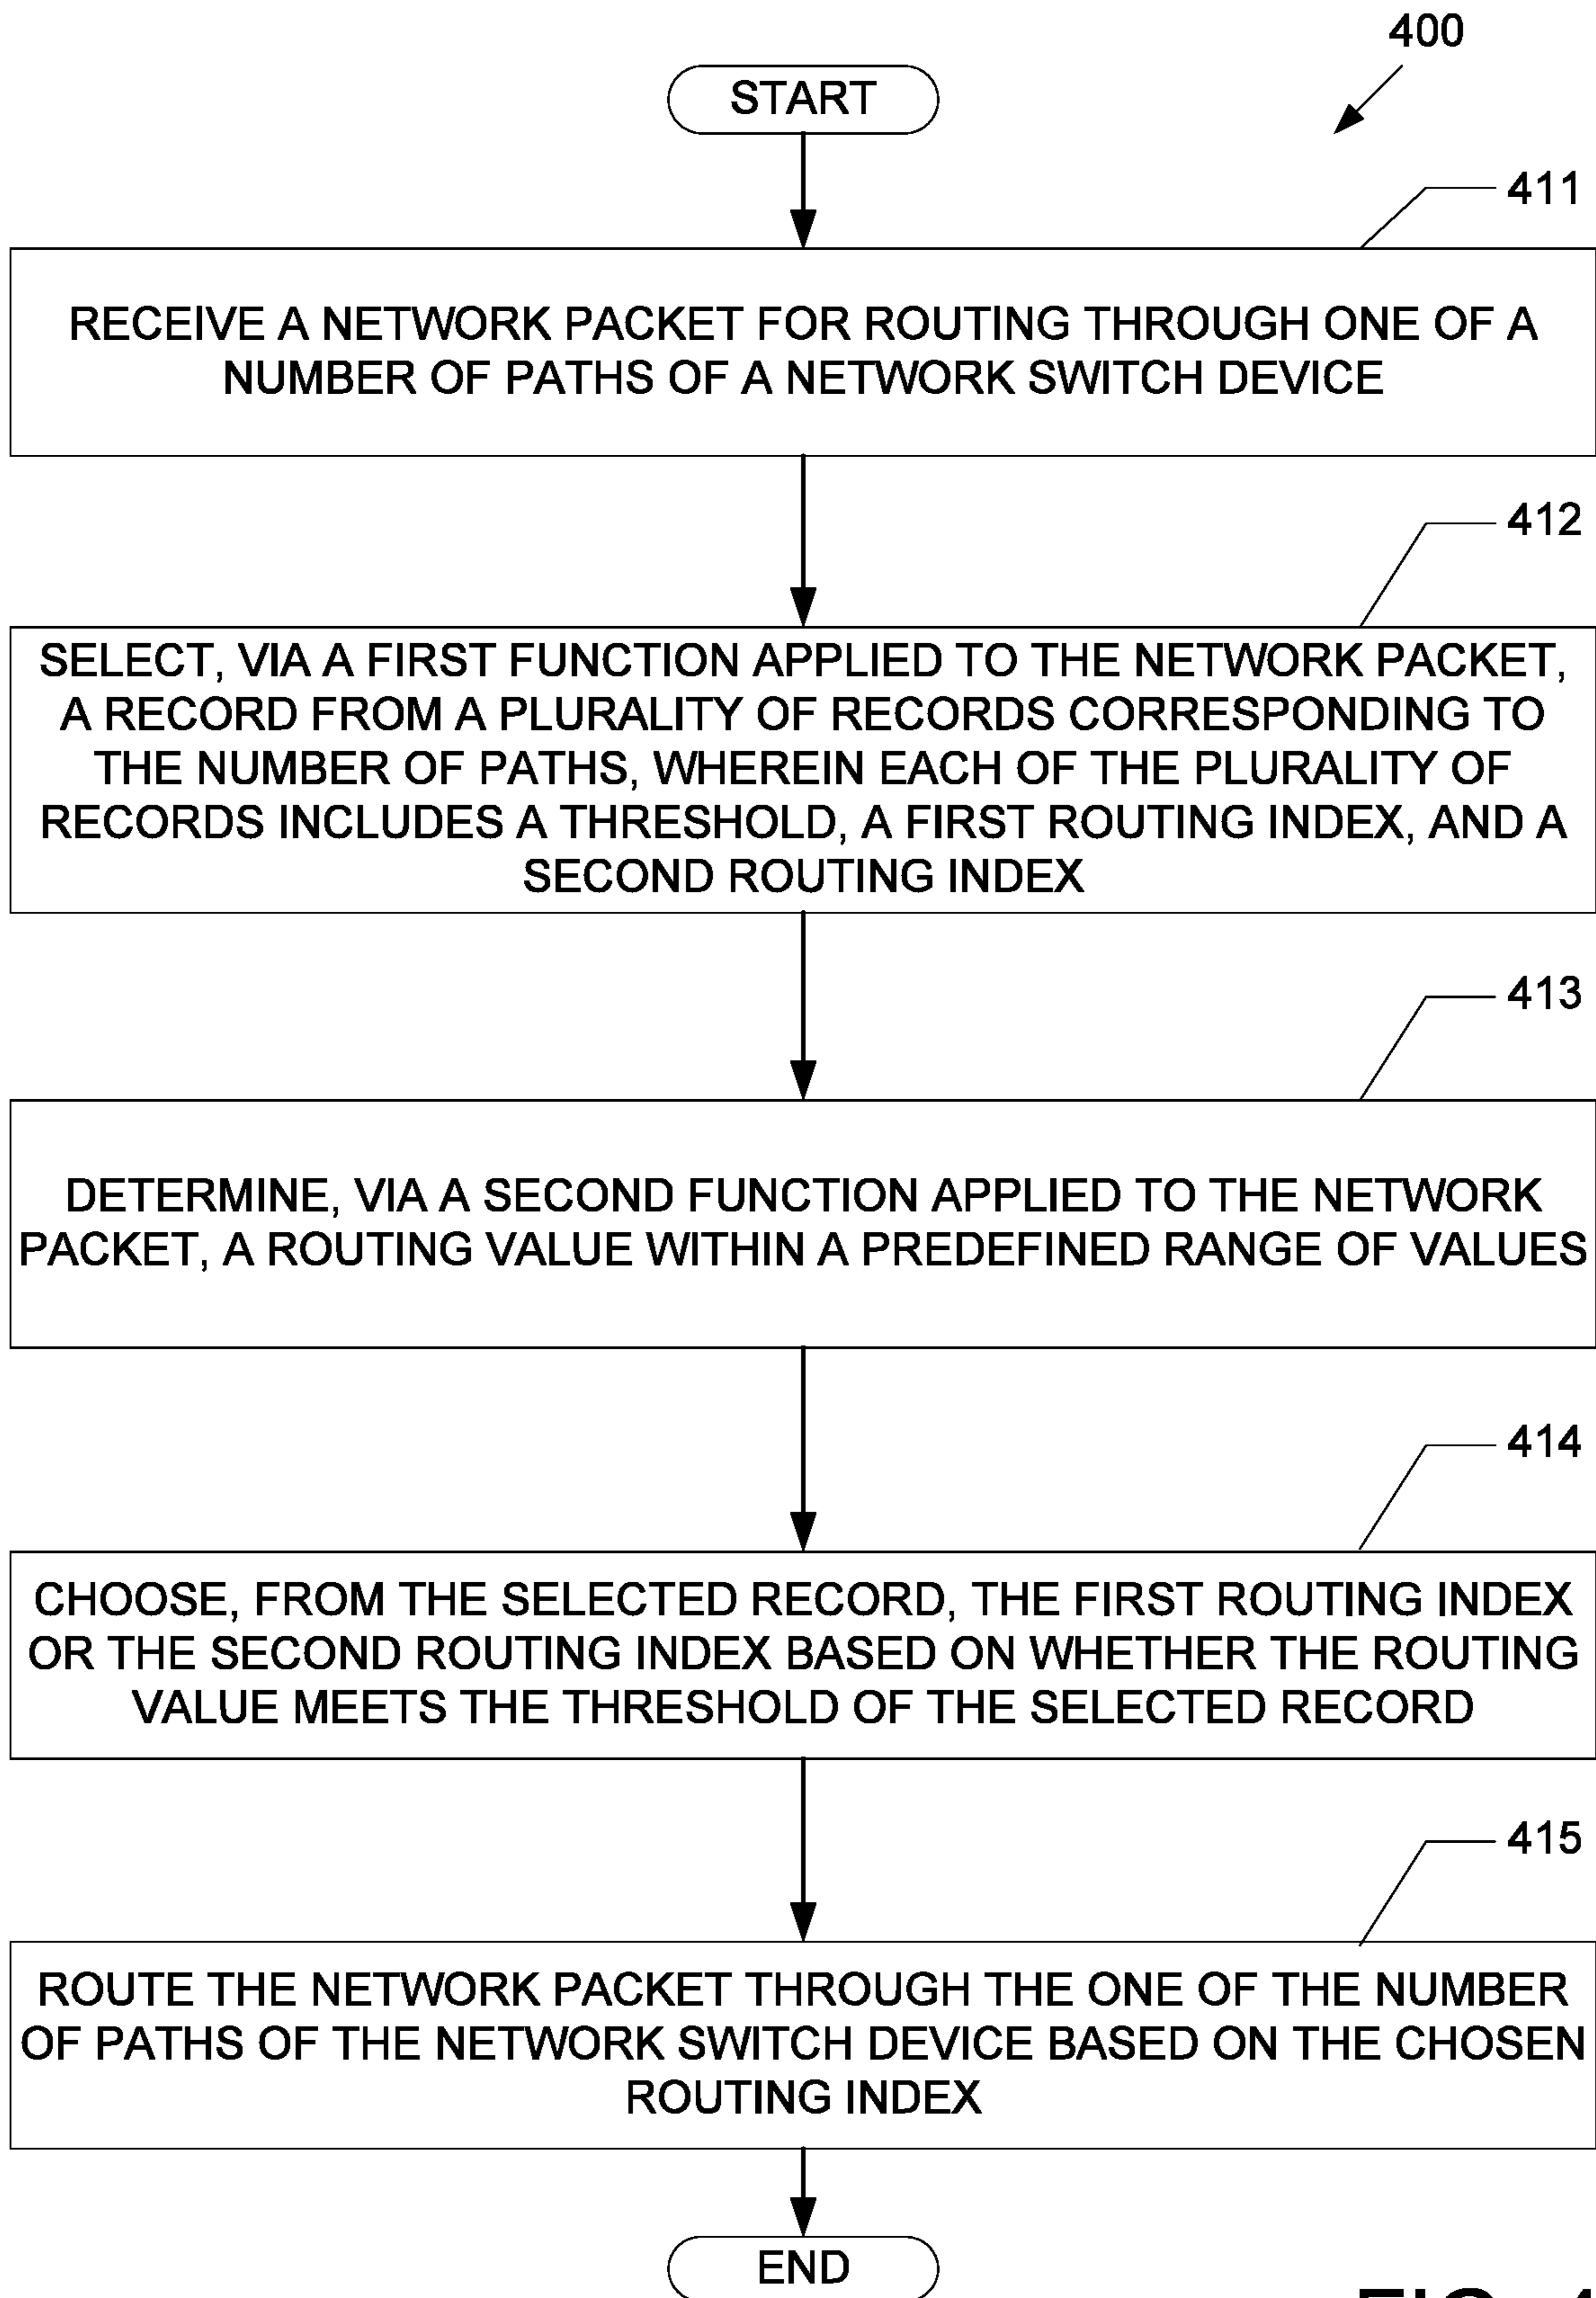 400
START
411
RECEIVE A NETWORK PACKET FOR ROUTING THROUGH ONE OF A
NUMBER OF PATHS OF A NETWORK SWITCH DEVICE
412
SELECT, VIA A FIRST FUNCTION APPLIED TO THE NETWORK PACKET,
A RECORD FROM A PLURALITY OF RECORDS CORRESPONDING TO
THE NUMBER OF PATHS, WHEREIN EACH OF THE PLURALITY OF
RECORDS INCLUDES A THRESHOLD, A FIRST ROUTING INDEX, AND A
SECOND ROUTING INDEX
413
DETERMINE, VIA A SECOND FUNCTION APPLIED TO THE NETWORK
PACKET, A ROUTING VALUE WITHIN A PREDEFINED RANGE OF VALUES
414
CHOOSE, FROM THE SELECTED RECORD, THE FIRST ROUTING INDEX
OR THE SECOND ROUTING INDEX BASED ON WHETHER THE ROUTING
VALUE MEETS THE THRESHOLD OF THE SELECTED RECORD
415
ROUTE THE NETWORK PACKET THROUGH THE ONE OF THE NUMBER
OF PATHS OF THE NETWORK SWITCH DEVICE BASED ON THE CHOSEN
ROUTING INDEX
END